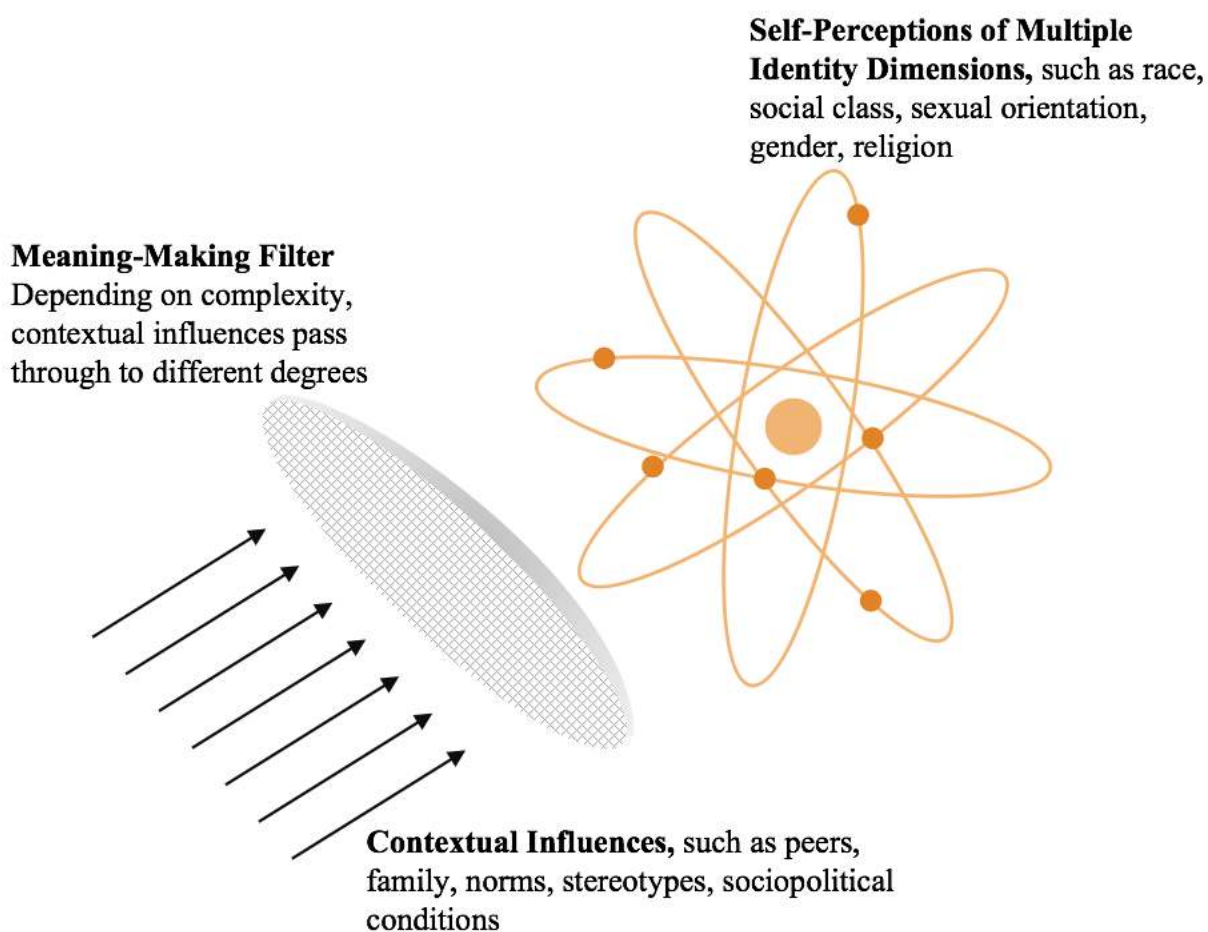 Self-Perceptions of Multiple
Identity Dimensions, such as race,
social class, sexual orientation,
gender, religion
Meaning-Making Filter
Depending on complexity,
contextual influences pass
through to different degrees
Contextual Influences, such as peers,
family, norms, stereotypes, sociopolitical
conditions